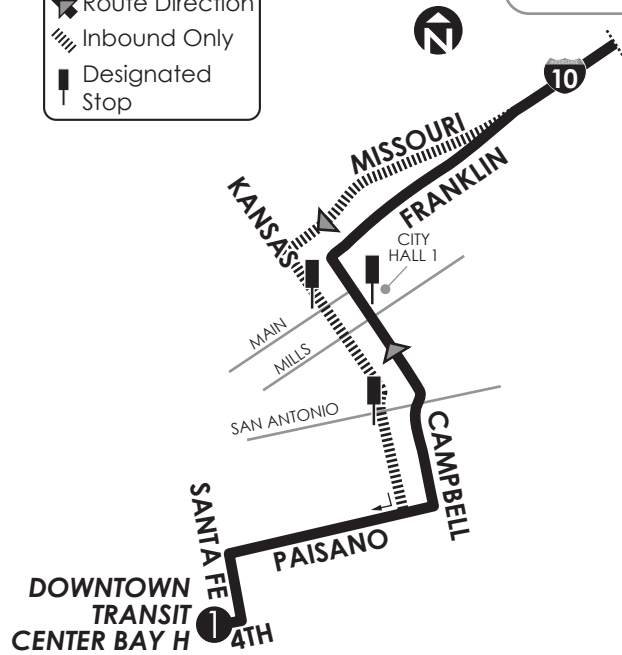 Route Direction
Inbound Only
Designated
Stop
N
10
MISSOURI
FRANKLIN
KANSAS
CITY
HALL 1
MAIN
MILLS
SAN ANTONIO
CAMPBELL
SANTA FE
PAISANO
DOWNTOWN
TRANSIT
CENTER BAY H
1
4TH